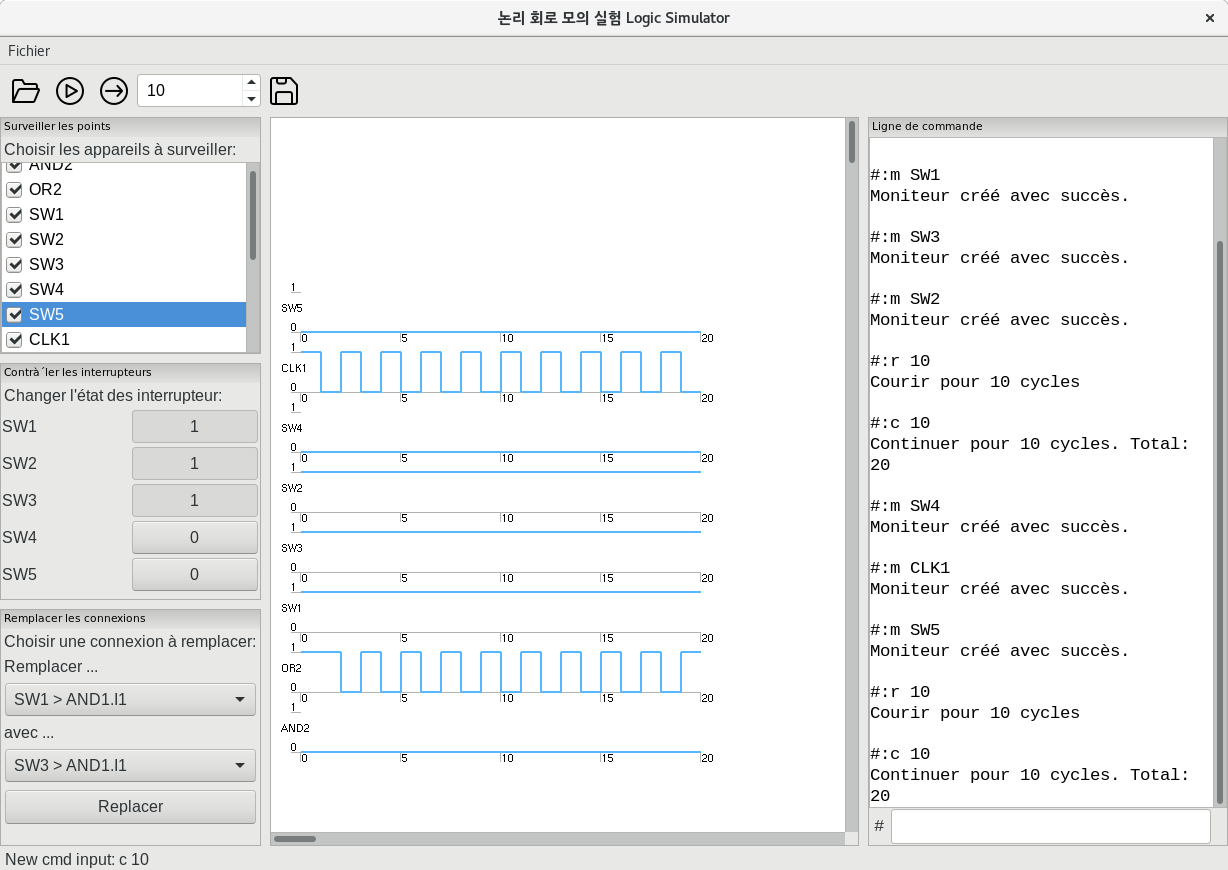 논리 회로 모의 실험 Logic Simulator
Fichier
10
Surveiller les points
Choisir les appareils à surveiller:
AND2
OR2
SW1
SW2
SW3
SW4
SW5
CLK1
Contrà´ler les interrupteurs
Changer l'état des interrupteur:
SW1 1
SW2 1
SW3 1
SW4 0
SW5 0
Remplacer les connexions
Choisir une connexion à remplacer:
Remplacer ...
SW1 > AND1.I1
avec ...
SW3 > AND1.I1
Replacer
1
SW5
0
0 5 10 15 20
1
CLK1
0
0 5 10 15 20
1
SW4
0
0 5 10 15 20
1
SW2
0
0 5 10 15 20
1
SW3
0
0 5 10 15 20
1
SW1
0
0 5 10 15 20
1
OR2
0
0 5 10 15 20
1
AND2
0
0 5 10 15 20
Ligne de commande
#:m SW1
Moniteur créé avec succès.
#:m SW3
Moniteur créé avec succès.
#:m SW2
Moniteur créé avec succès.
#:r 10
Courir pour 10 cycles
#:c 10
Continuer pour 10 cycles. Total:
20
#:m SW4
Moniteur créé avec succès.
#:m CLK1
Moniteur créé avec succès.
#:m SW5
Moniteur créé avec succès.
#:r 10
Courir pour 10 cycles
#:c 10
Continuer pour 10 cycles. Total:
20
#
New cmd input: c 10